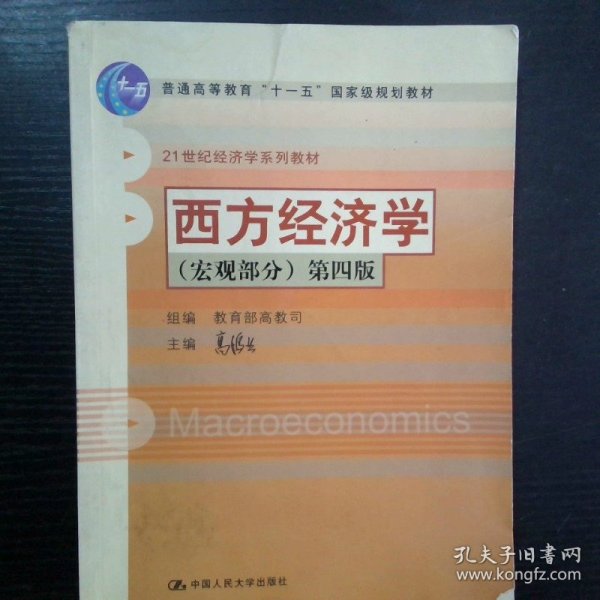 十一五
普通高等教育“十一五”国家级规划教材
21世纪经济学系列教材
西方经济学
（宏观部分）第四版
组编 教育部高教司
主编 高鸿业
Macroeconomics
中国人民大学出版社
孔夫子旧书网
www.kongfz.com